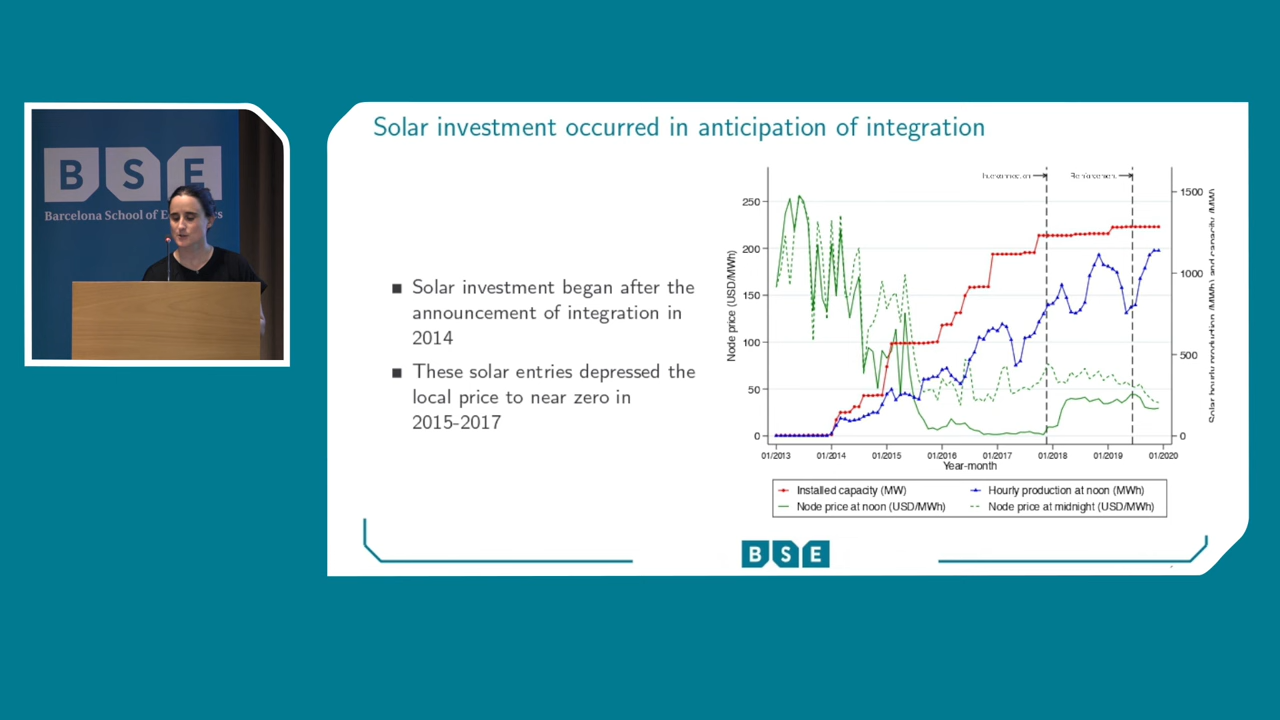 BSE
Barcelona School of E cs
Solar investment occurred in anticipation of integration
Solar investment began after the
announcement of integration in
2014
These solar entries depressed the
local price to near zero in
2015-2017
Interconnection
Reinforcement
Node price (USD/MWh)
250
200
150
100
50
0
1500
1000
500
0
Solar hourly production (MWh) and capacity (MW)
01/2013 01/2014 01/2015 01/2016 01/2017 01/2018 01/2019 01/2020
Year-month
Installed capacity (MW) Hourly production at noon (MWh)
Node price at noon (USD/MWh) Node price at midnight (USD/MWh)
BSE